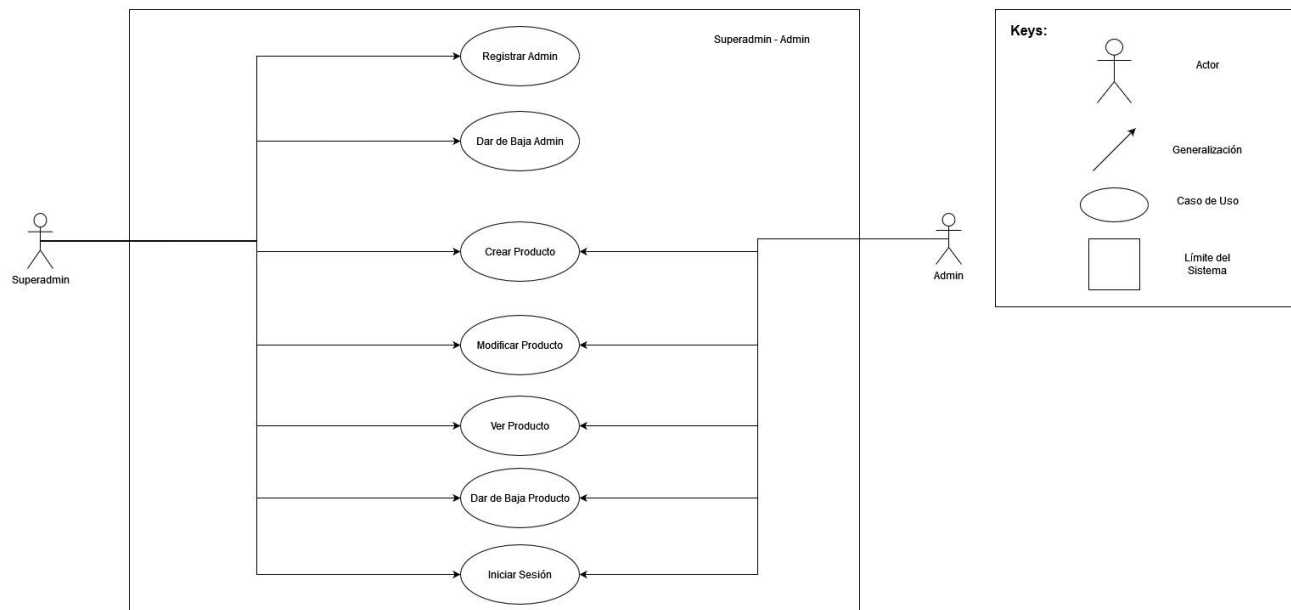 Superadmin - Admin
Registrar Admin
Dar de Baja Admin
Crear Producto
Modificar Producto
Ver Producto
Dar de Baja Producto
Iniciar Sesión
Superadmin
Admin
Keys:
Actor
Generalización
Caso de Uso
Límite del
Sistema